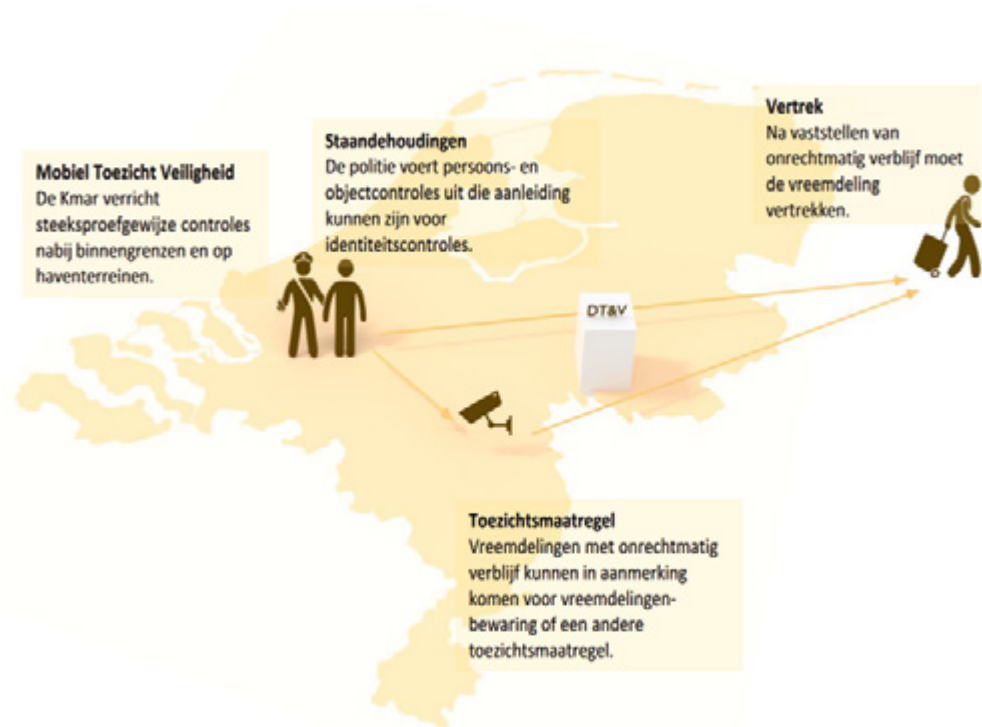 Mobiel Toezicht Veiligheid
De Kmar verricht
steeksproefgewijze controles
nabij binnengrenzen en op
haventerreinen.
Staandehoudingen
De politie voert persoons- en
objectcontroles uit die aanleiding
kunnen zijn voor
identiteitscontroles.
Vertrek
Na vaststellen van
onrechtmatig verblijf moet
de vreemdeling
vertrekken.
DT&V
Toezichtsmaatregel
Vreemdelingen met onrechtmatig
verblijf kunnen in aanmerking
komen voor vreemdelingen-
bewaring of een andere
toezichtsmaatregel.